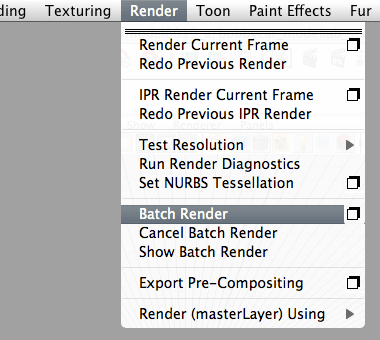 ding Texturing Render Toon Paint Effects Fur
Render Current Frame
Redo Previous Render
IPR Render Current Frame
Redo Previous IPR Render
Test Resolution
Run Render Diagnostics
Set NURBS Tessellation
Batch Render
Cancel Batch Render
Show Batch Render
Export Pre-Compositing
Render (masterLayer) Using